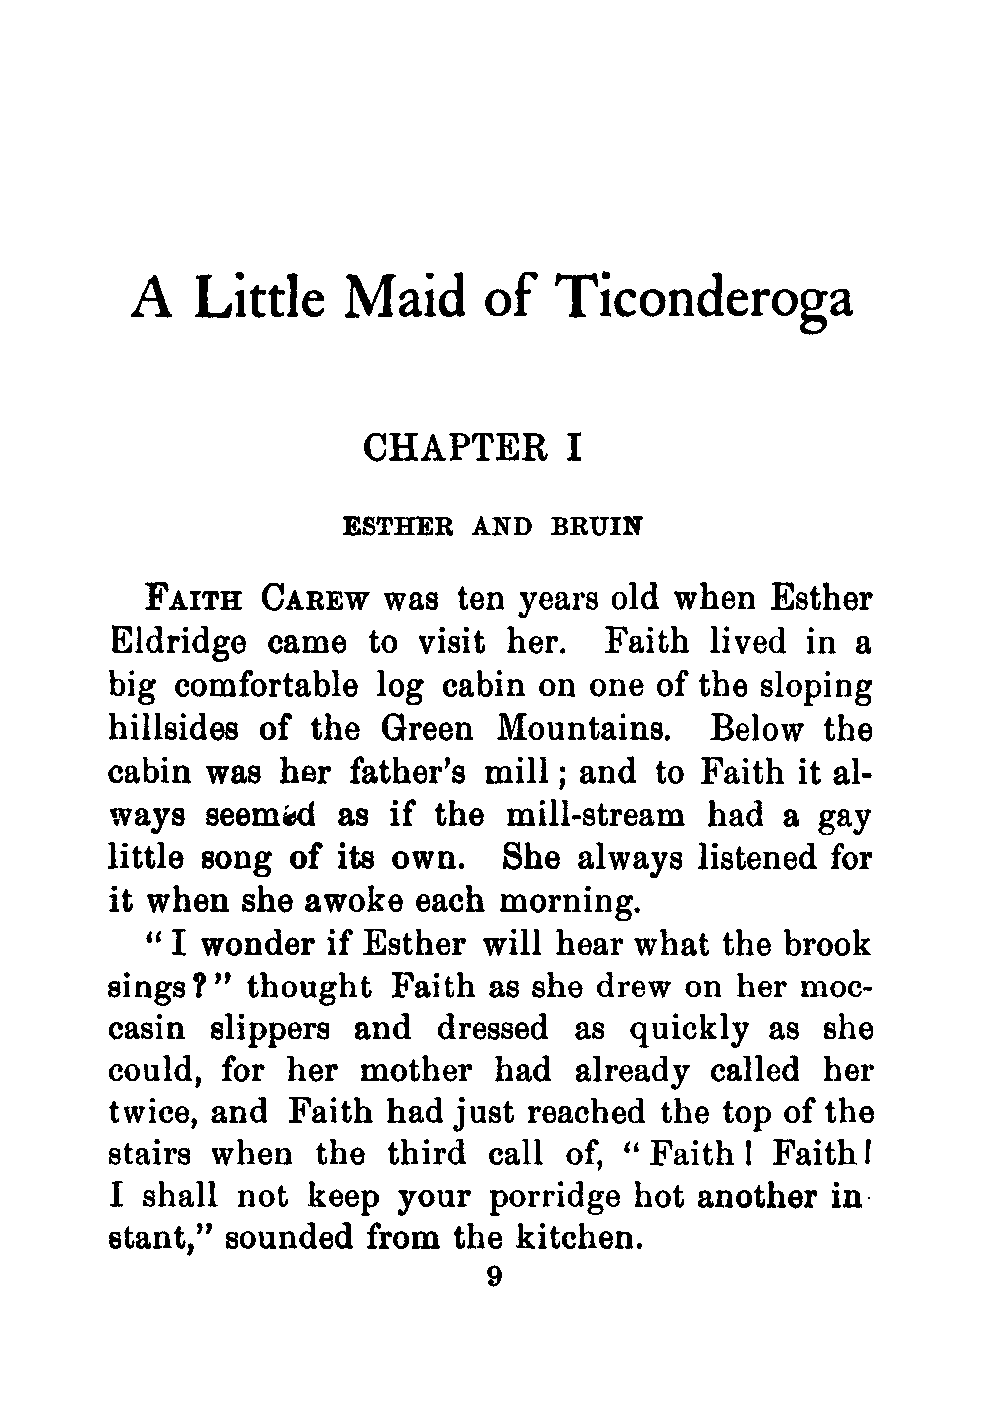 A Little Maid of Ticonderoga
CHAPTER I
ESTHER AND BRUIN
FAITH CAREW was ten years old when Esther
Eldridge came to visit her. Faith lived in a
big comfortable log cabin on one of the sloping
hillsides of the Green Mountains. Below the
cabin was her father's mill; and to Faith it al-
ways seemed as if the mill-stream had a gay
little song of its own. She always listened for
it when she awoke each morning.
"I wonder if Esther will hear what the brook
sings?" thought Faith as she drew on her moc-
casin slippers and dressed as quickly as she
could, for her mother had already called her
twice, and Faith had just reached the top of the
stairs when the third call of, "Faith! Faith!
I shall not keep your porridge hot another in-
stant," sounded from the kitchen.
9